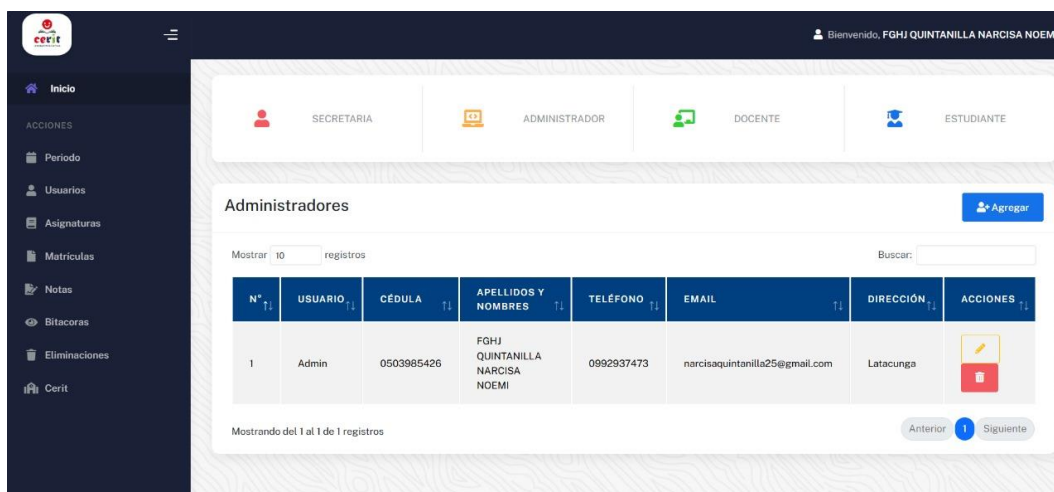 cerit
Bienvenido, FGHJ QUINTANILLA NARCISA NOEM
Inicio
ACCIONES
Periodo
Usuarios
Asignaturas
Matriculas
Notas
Bitacoras
Eliminaciones
Cerit
SECRETARIA
ADMINISTRADOR
DOCENTE
ESTUDIANTE
Administradores
Agregar
Mostrar 10 registros
Buscar:
N° USUARIO CÉDULA APELLIDOS Y NOMBRES TELÉFONO EMAIL DIRECCIÓN ACCIONES
1 Admin 0503985426 FGHJ QUINTANILLA NARCISA NOEMI 0992937473 narcisaquintanilla25@gmail.com Latacunga
Mostrando del 1 al 1 de 1 registros
Anterior 1 Siguiente